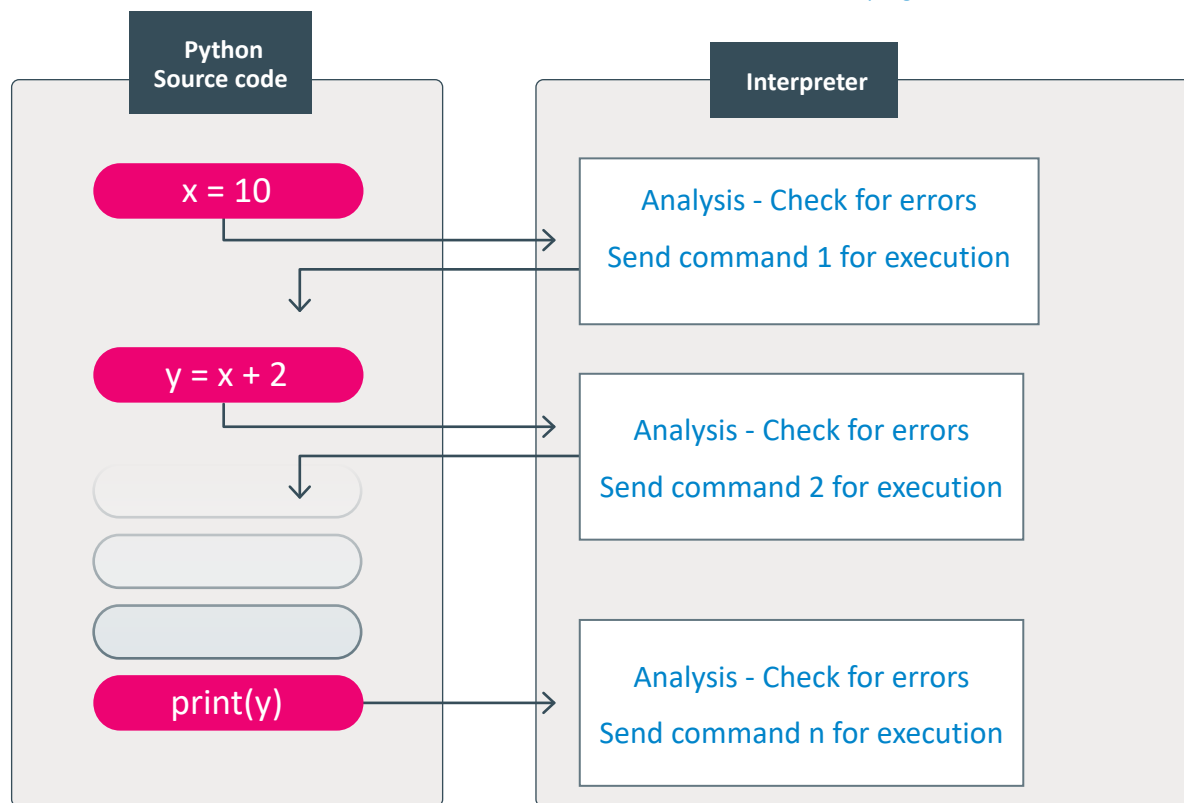 Python
Source code
Interpreter
x = 10
Analysis - Check for errors
Send command 1 for execution
y = x + 2
Analysis - Check for errors
Send command 2 for execution
print(y)
Analysis - Check for errors
Send command n for execution